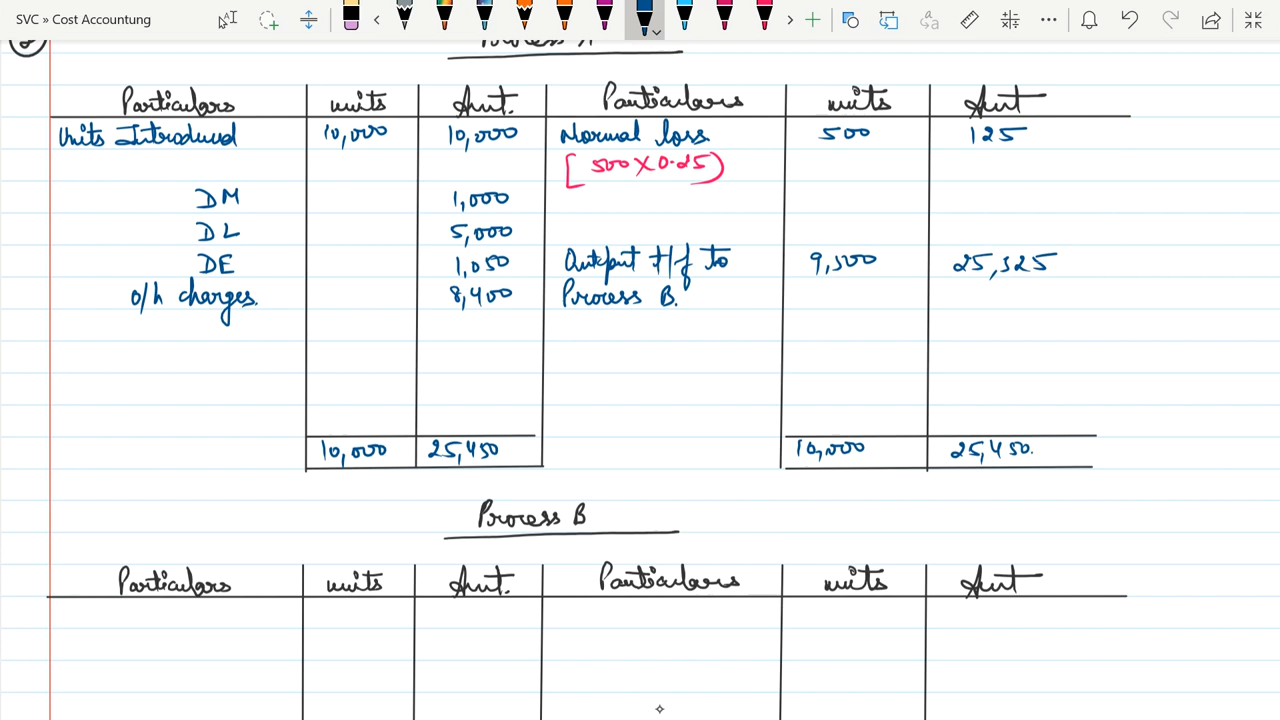 SVC » Cost Accountung
2
Process A
Particulars units Amt. Particulars units Amt
Units Introduced 10,000 10,000 Normal loss 500 125
[500 X 0.25)
DM 1,000
DL 5,000
DE 1,050 Output t/f to 9,500 25,325
o/h charges. 8,400 Process B.
10,000 25,450 10,000 25,450.
Process B
Particulars units Amt. Particulars units Amt